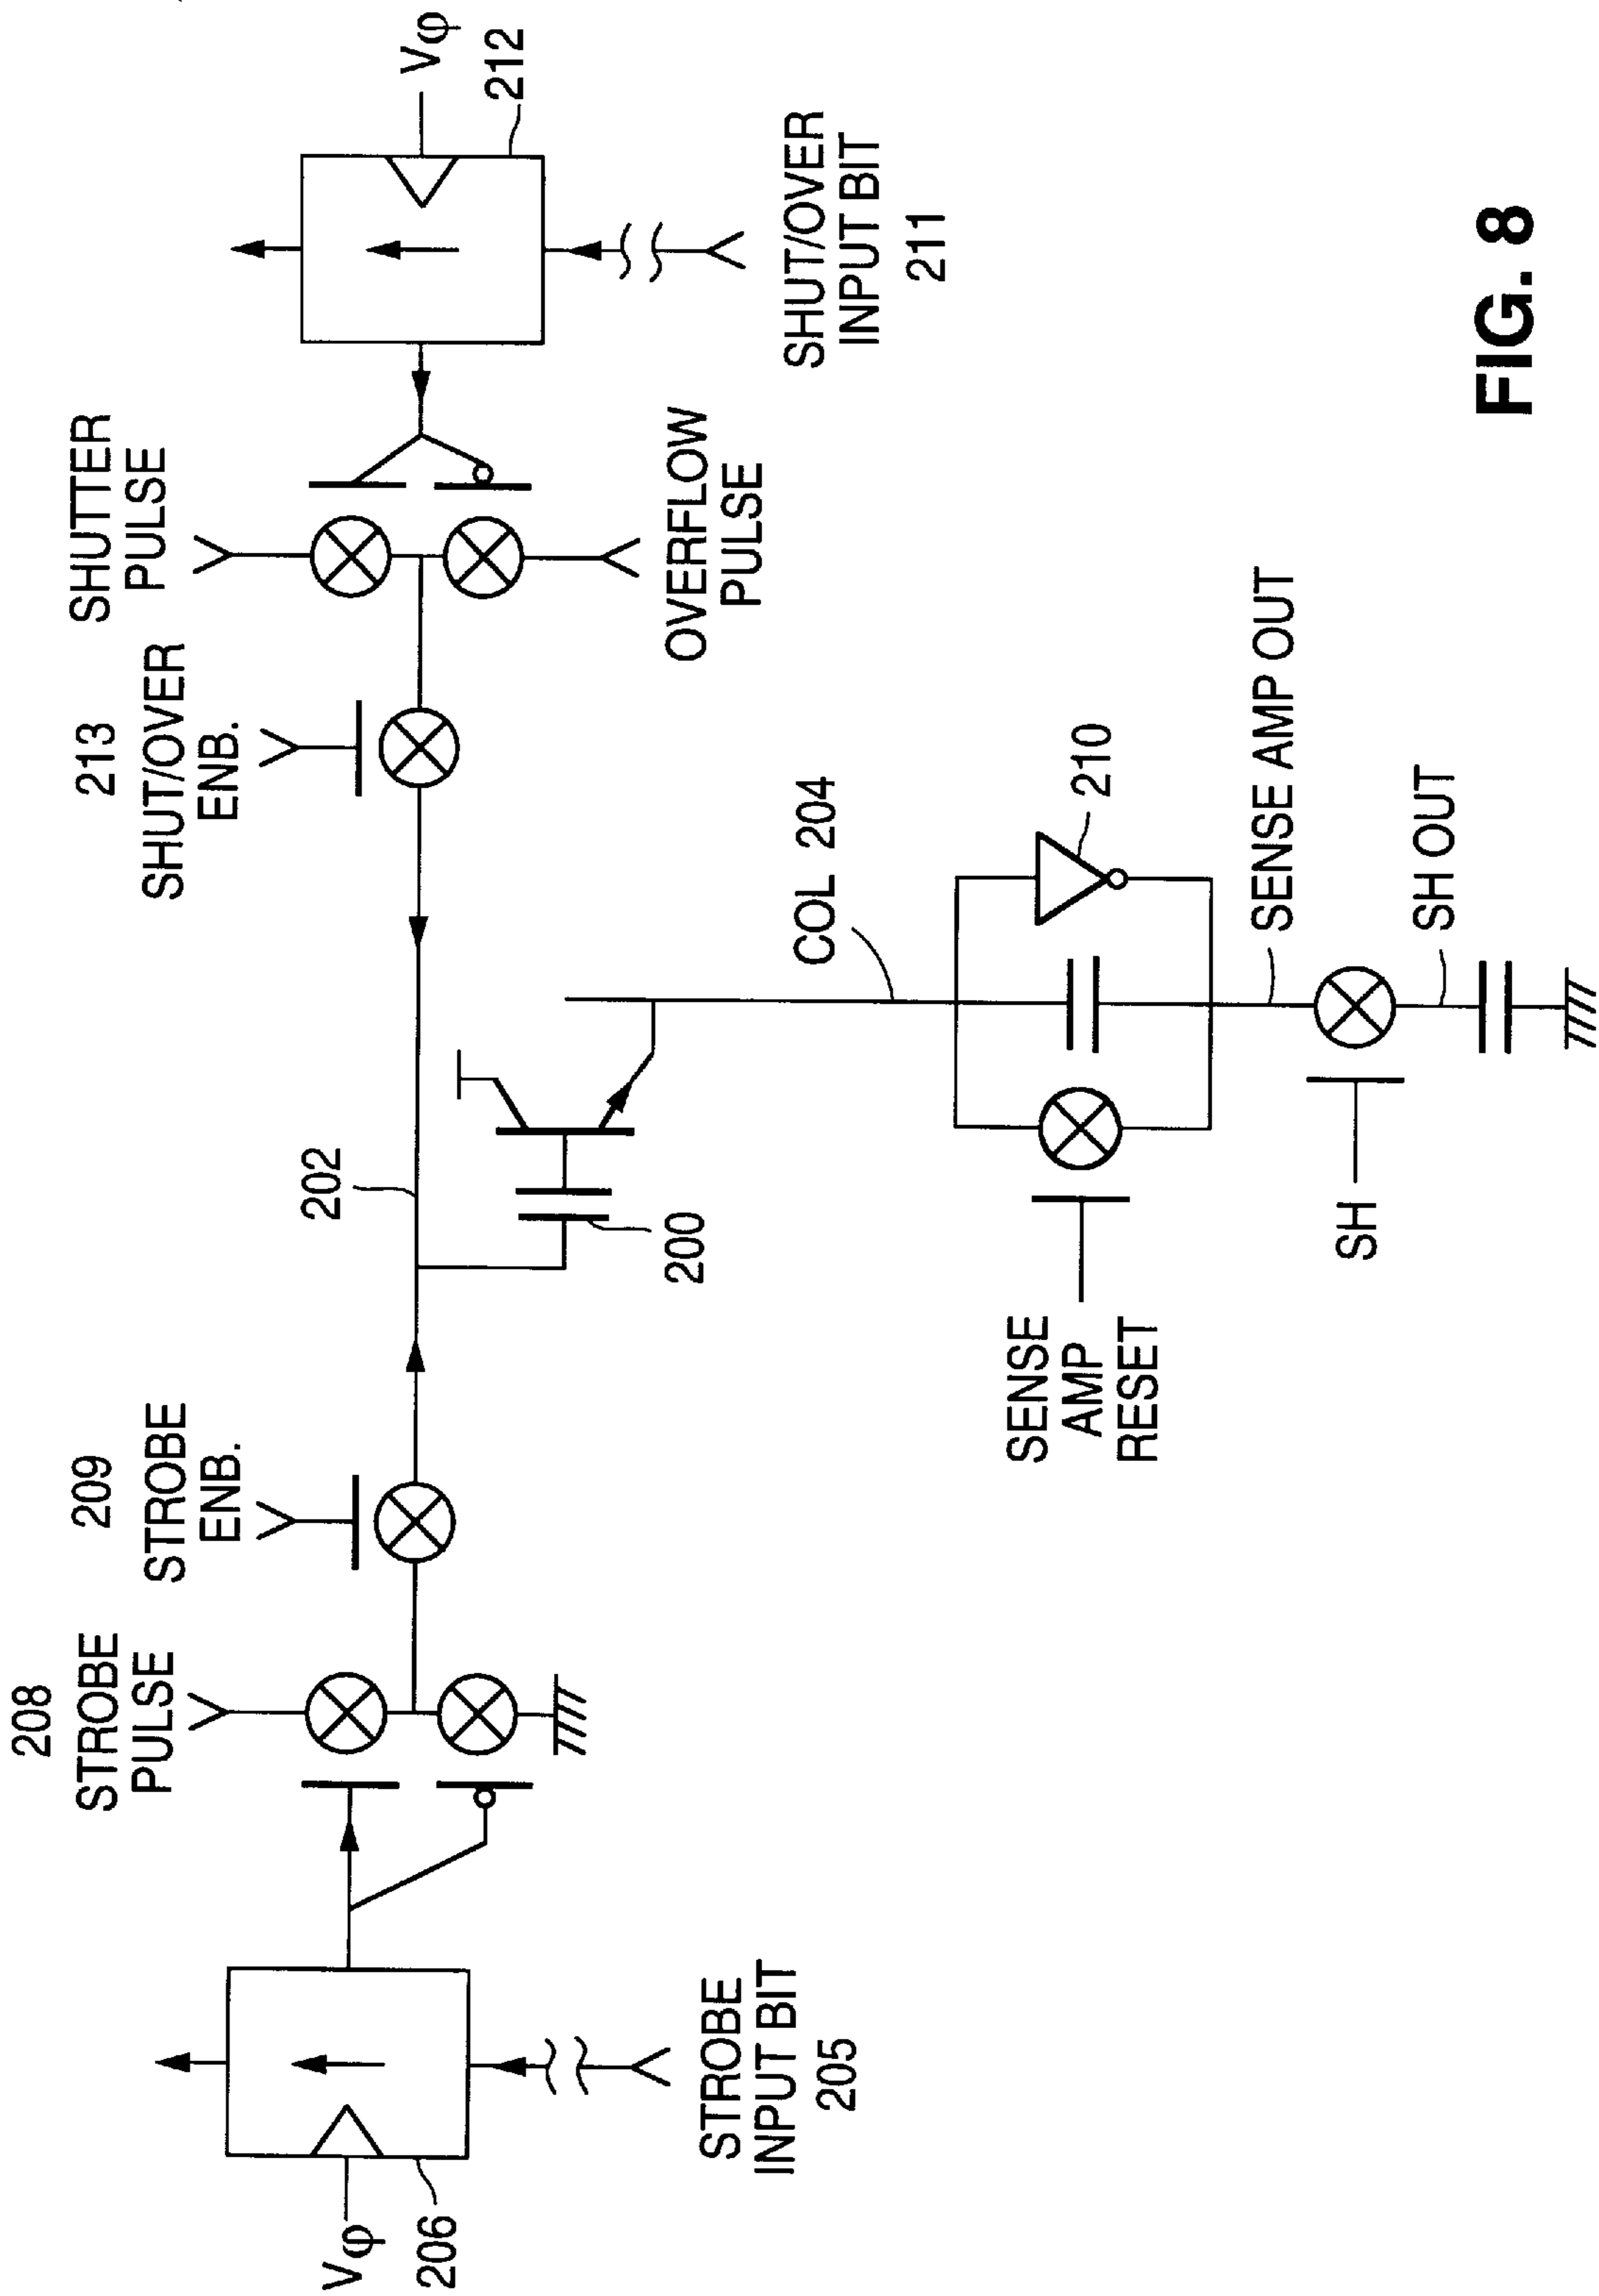 208
STROBE
PULSE
209
STROBE
ENB.
213
SHUT/OVER
ENB.
SHUTTER
PULSE
Vφ
206
STROBE
INPUT BIT
205
202
200
OVERFLOW
PULSE
Vφ
212
SHUT/OVER
INPUT BIT
211
COL 204
SENSE
AMP
RESET
210
SENSE AMP OUT
SH
SH OUT
FIG. 8